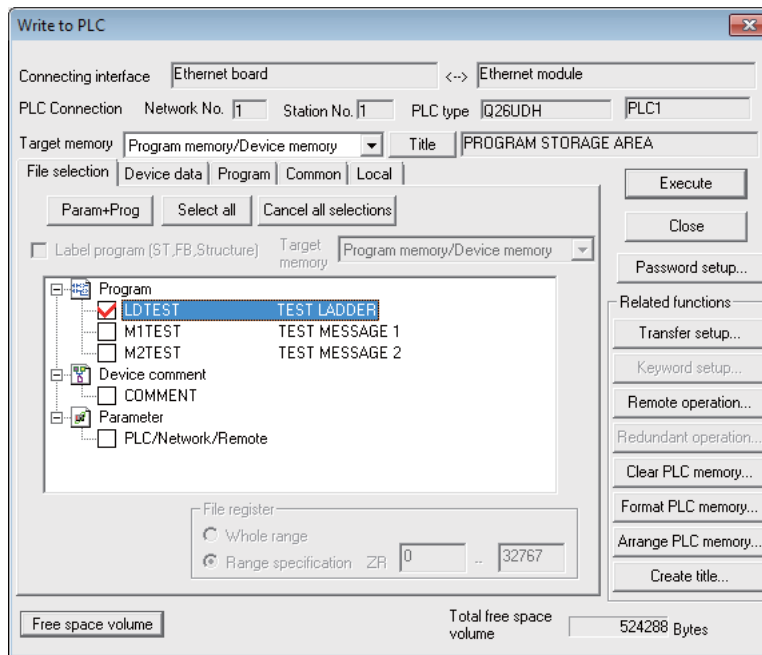 Write to PLC
Connecting interface Ethernet board <--> Ethernet module
PLC Connection Network No. 1 Station No. 1 PLC type Q26UDH PLC1
Target memory Program memory/Device memory Title PROGRAM STORAGE AREA
File selection Device data Program Common Local
Execute
Param+Prog Select all Cancel all selections
Close
Label program (ST,FB,Structure) Target memory Program memory/Device memory
Password setup...
Program
LDTEST TEST LADDER
M1TEST TEST MESSAGE 1
M2TEST TEST MESSAGE 2
Device comment
COMMENT
Parameter
PLC/Network/Remote
Related functions
Transfer setup...
Keyword setup...
Remote operation...
Redundant operation...
Clear PLC memory...
Format PLC memory...
Arrange PLC memory...
Create title...
File register
Whole range
Range specification ZR 0 .. 32767
Free space volume
Total free space volume 524288 Bytes